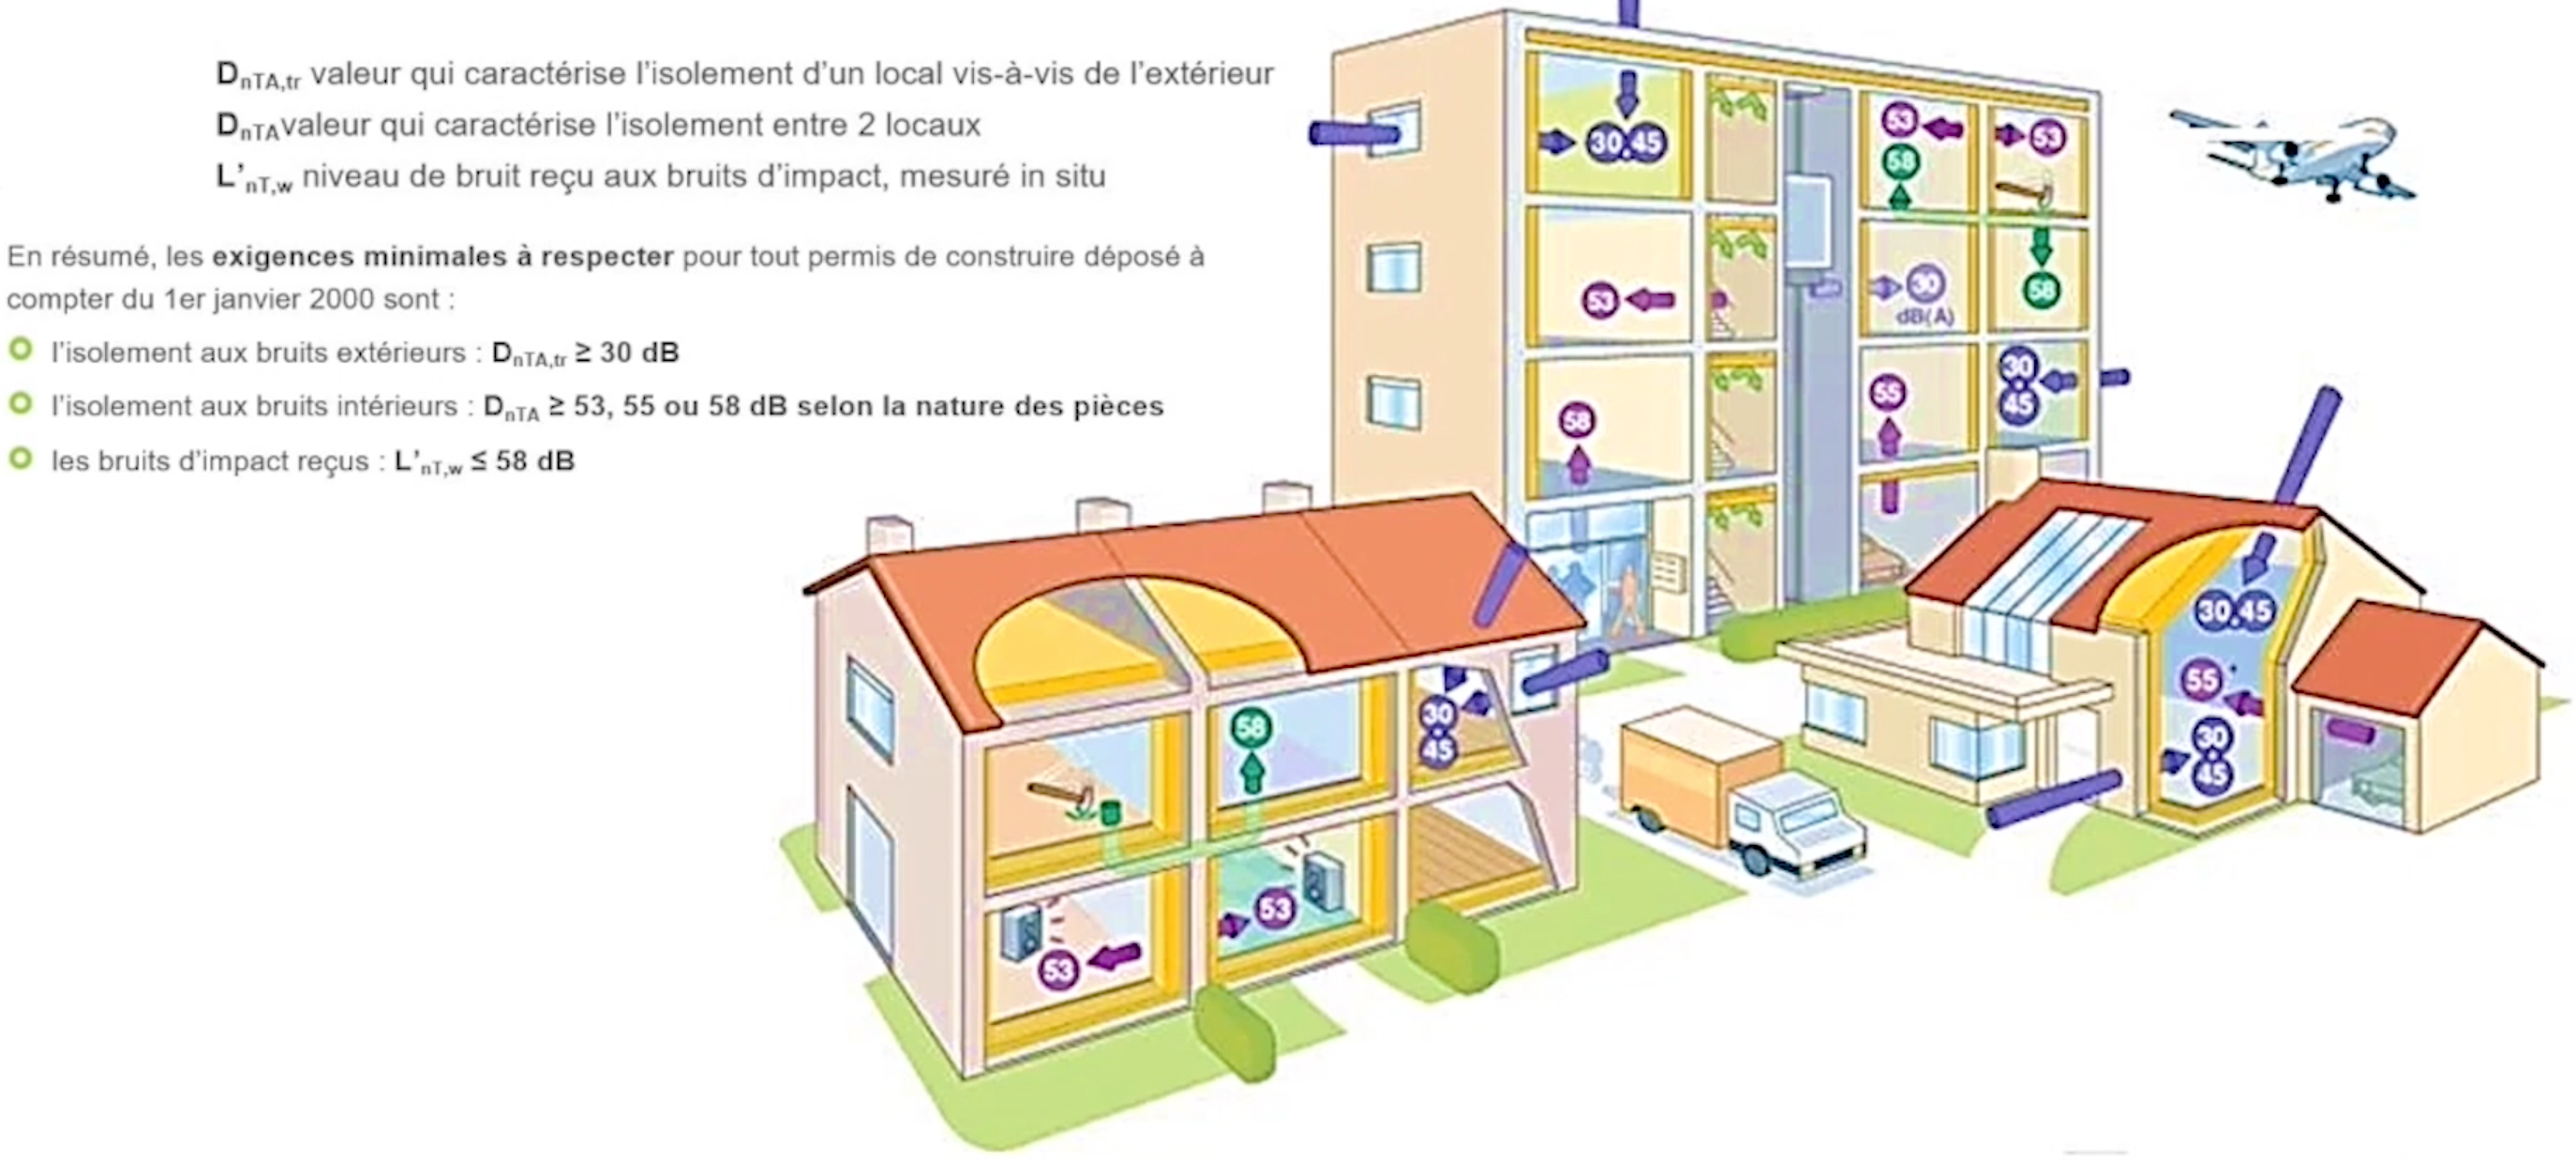 DnTA,tr valeur qui caractérise l'isolement d'un local vis-à-vis de l'extérieur
DnTAvaleur qui caractérise l'isolement entre 2 locaux
L'nT,w niveau de bruit reçu aux bruits d'impact, mesuré in situ
En résumé, les exigences minimales à respecter pour tout permis de construire déposé à
compter du 1er janvier 2000 sont :
l'isolement aux bruits extérieurs : DnTA,tr ≥ 30 dB
l'isolement aux bruits intérieurs : DnTA ≥ 53, 55 ou 58 dB selon la nature des pièces
les bruits d'impact reçus : L'nT,w ≤ 58 dB
30.45
53
53
58
53
30
dB(A)
58
58
55
30
45
30.45
55
30
45
58
30
45
53
53